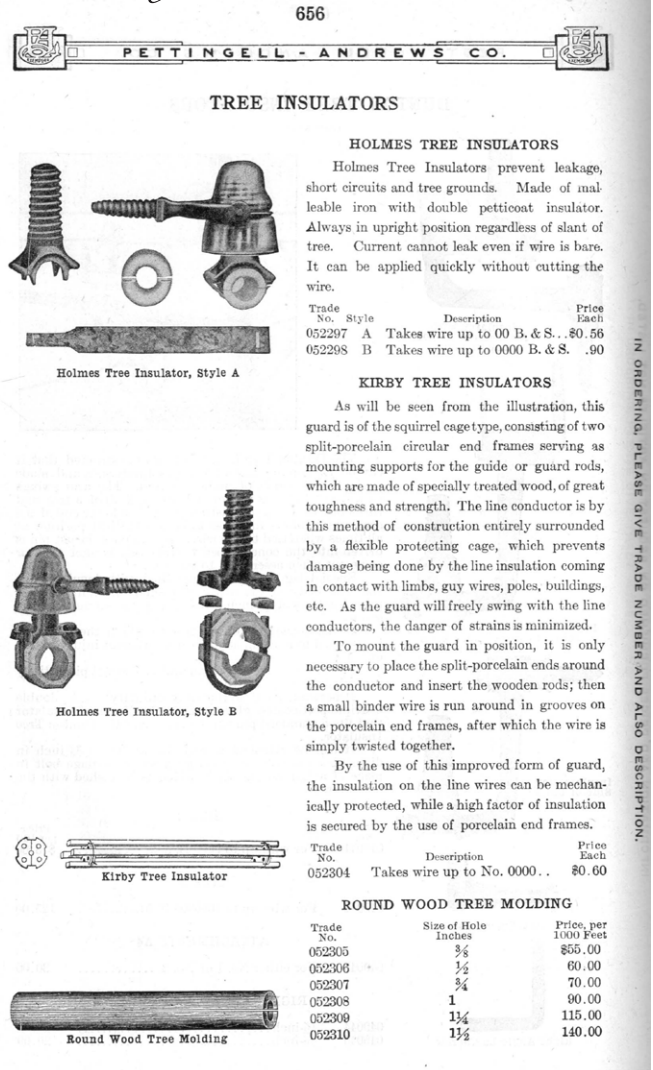 656
PETTINGELL - ANDREWS CO.
TREE INSULATORS
Holmes Tree Insulator, Style A
Holmes Tree Insulator, Style B
Kirby Tree Insulator
Round Wood Tree Molding
HOLMES TREE INSULATORS
Holmes Tree Insulators prevent leakage,
short circuits and tree grounds. Made of mal-
leable iron with double petticoat insulator.
Always in upright position regardless of slant of
tree. Current cannot leak even if wire is bare.
It can be applied quickly without cutting the
wire.
Trade Price
No. Style Description Each
052297 A Takes wire up to 00 B. & S. . . $0.56
052298 B Takes wire up to 0000 B. & S. .90
KIRBY TREE INSULATORS
As will be seen from the illustration, this
guard is of the squirrel cage type, consisting of two
split-porcelain circular end frames serving as
mounting supports for the guide or guard rods,
which are made of specially treated wood, of great
toughness and strength. The line conductor is by
this method of construction entirely surrounded
by a flexible protecting cage, which prevents
damage being done by the line insulation coming
in contact with limbs, guy wires, poles, buildings,
etc. As the guard will freely swing with the line
conductors, the danger of strains is minimized.
To mount the guard in position, it is only
necessary to place the split-porcelain ends around
the conductor and insert the wooden rods; then
a small binder wire is run around in grooves on
the porcelain end frames, after which the wire is
simply twisted together.
By the use of this improved form of guard,
the insulation on the line wires can be mechan-
ically protected, while a high factor of insulation
is secured by the use of porcelain end frames.
Trade Price
No. Description Each
052304 Takes wire up to No. 0000 . . $0.60
ROUND WOOD TREE MOLDING
Trade Size of Hole Price, per
No. Inches 1000 Feet
052305 ⅜ $55.00
052306 ½ 60.00
052307 ¾ 70.00
052308 1 90.00
052309 1¼ 115.00
052310 1½ 140.00
IN ORDERING, PLEASE GIVE TRADE NUMBER AND ALSO DESCRIPTION.